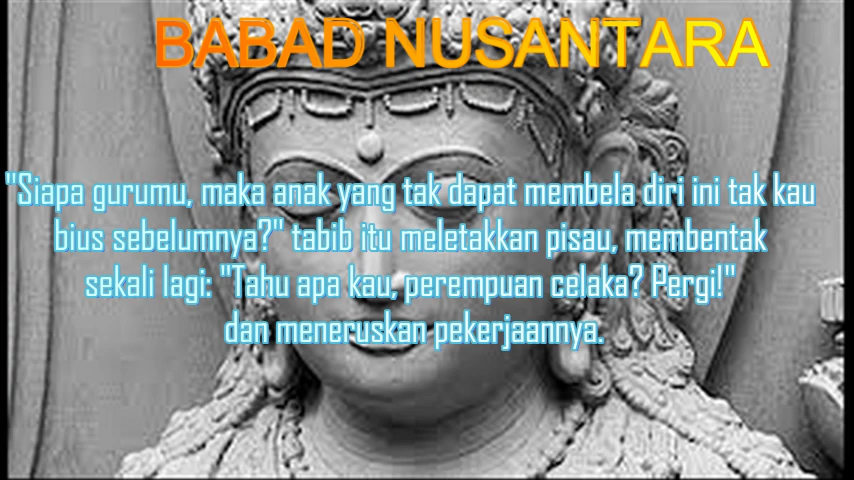 BABAD NUSANTARA
"Siapa gurumu, maka anak yang tak dapat membela diri ini tak kau
bius sebelumnya?" tabib itu meletakkan pisau, membentak
sekali lagi: "Tahu apa kau, perempuan celaka? Pergi!"
dan meneruskan pekerjaannya.